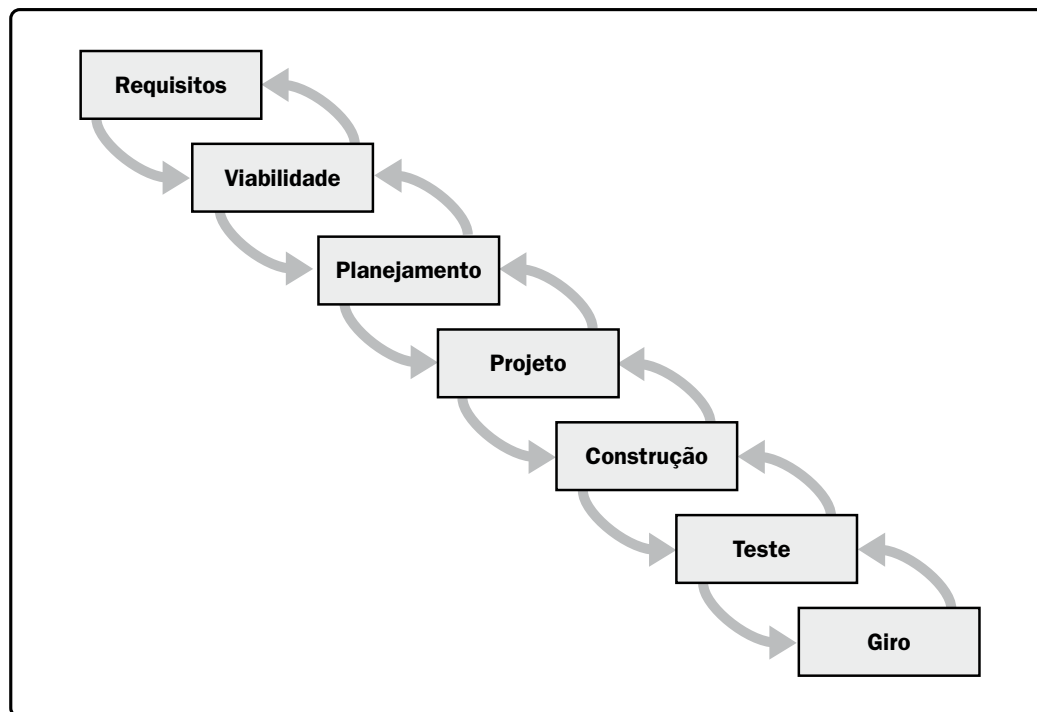 Requisitos
Viabilidade
Planejamento
Projeto
Construção
Teste
Giro